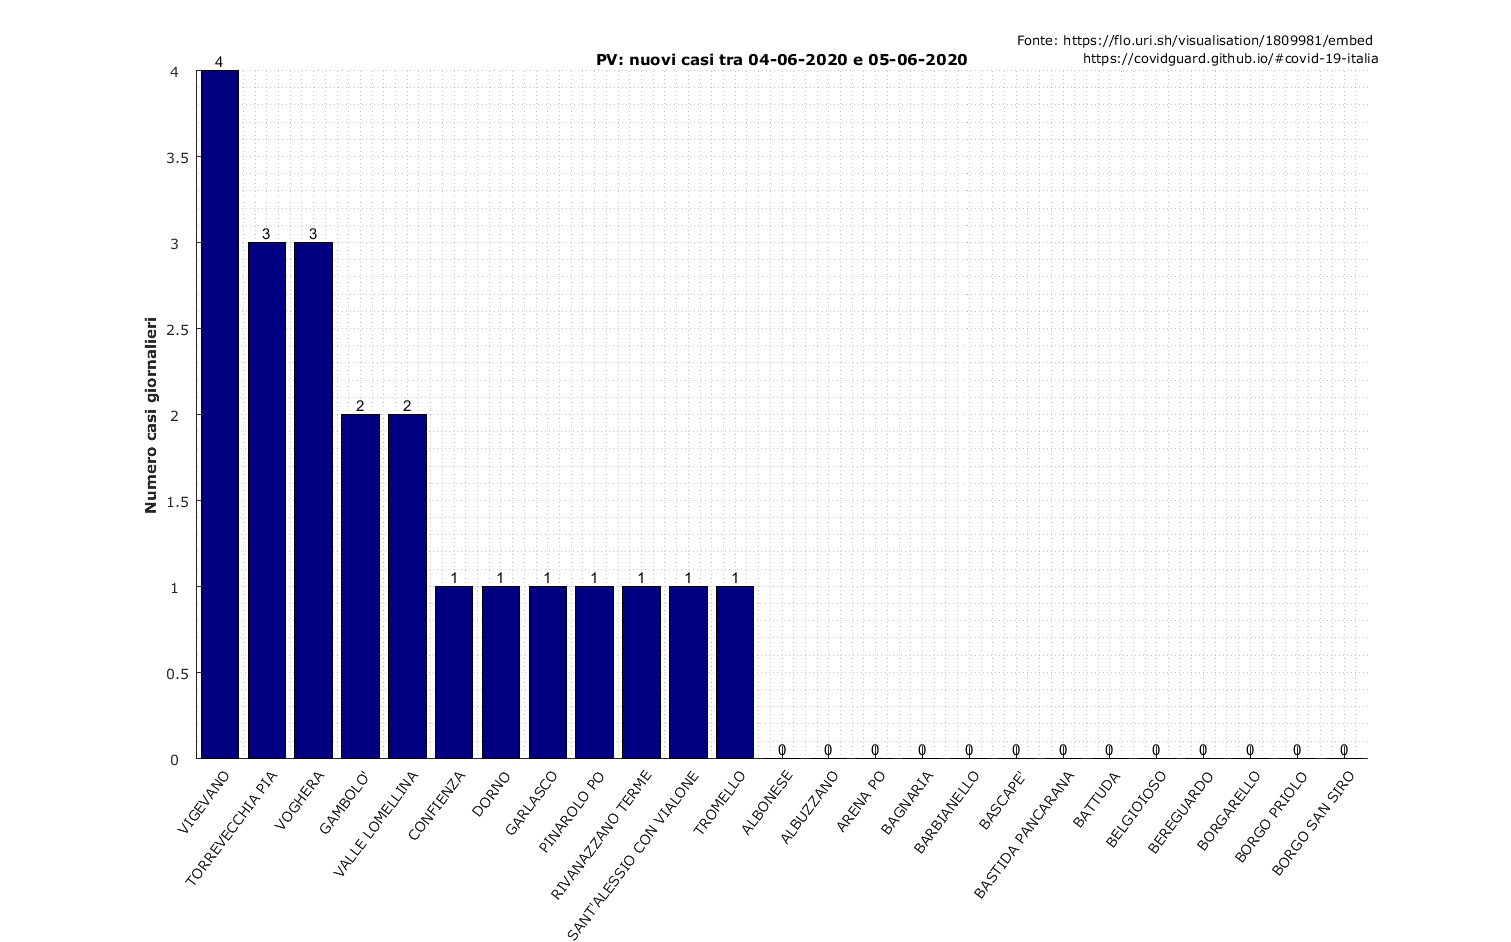 Fonte: https://flo.uri.sh/visualisation/1809981/embed
https://covidguard.github.io/#covid-19-italia
PV: nuovi casi tra 04-06-2020 e 05-06-2020
Numero casi giornalieri
4
3.5
3
2.5
2
1.5
1
0.5
0
4
3
3
2
2
1
1
1
1
1
1
1
0
0
0
0
0
0
0
0
0
0
0
0
0
VIGEVANO
TORREVECCHIA PIA
VOGHERA
GAMBOLO'
VALLE LOMELLINA
CONFIENZA
DORNO
GARLASCO
PINAROLO PO
RIVANAZZANO TERME
SANT'ALESSIO CON VIALONE
TROMELLO
ALBONESE
ALBUZZANO
ARENA PO
BAGNARIA
BARBIANELLO
BASCAPE'
BASTIDA PANCARANA
BATTUDA
BELGIOIOSO
BEREGUARDO
BORGARELLO
BORGO PRIOLO
BORGO SAN SIRO